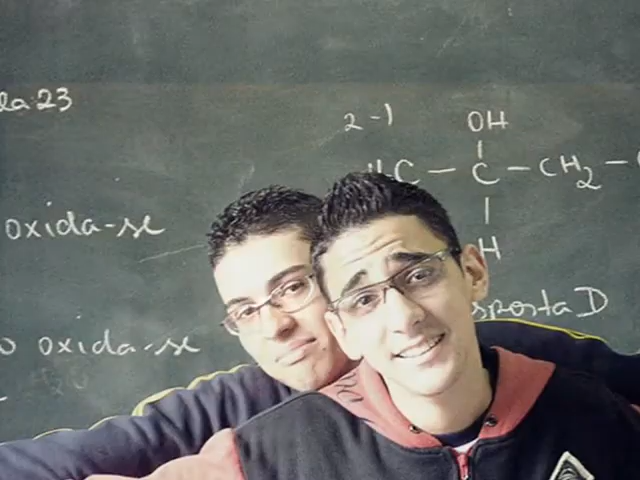 la 23
oxida-se
o oxida-se
2-1
OH
C - C - CH2 -
H
sposta D